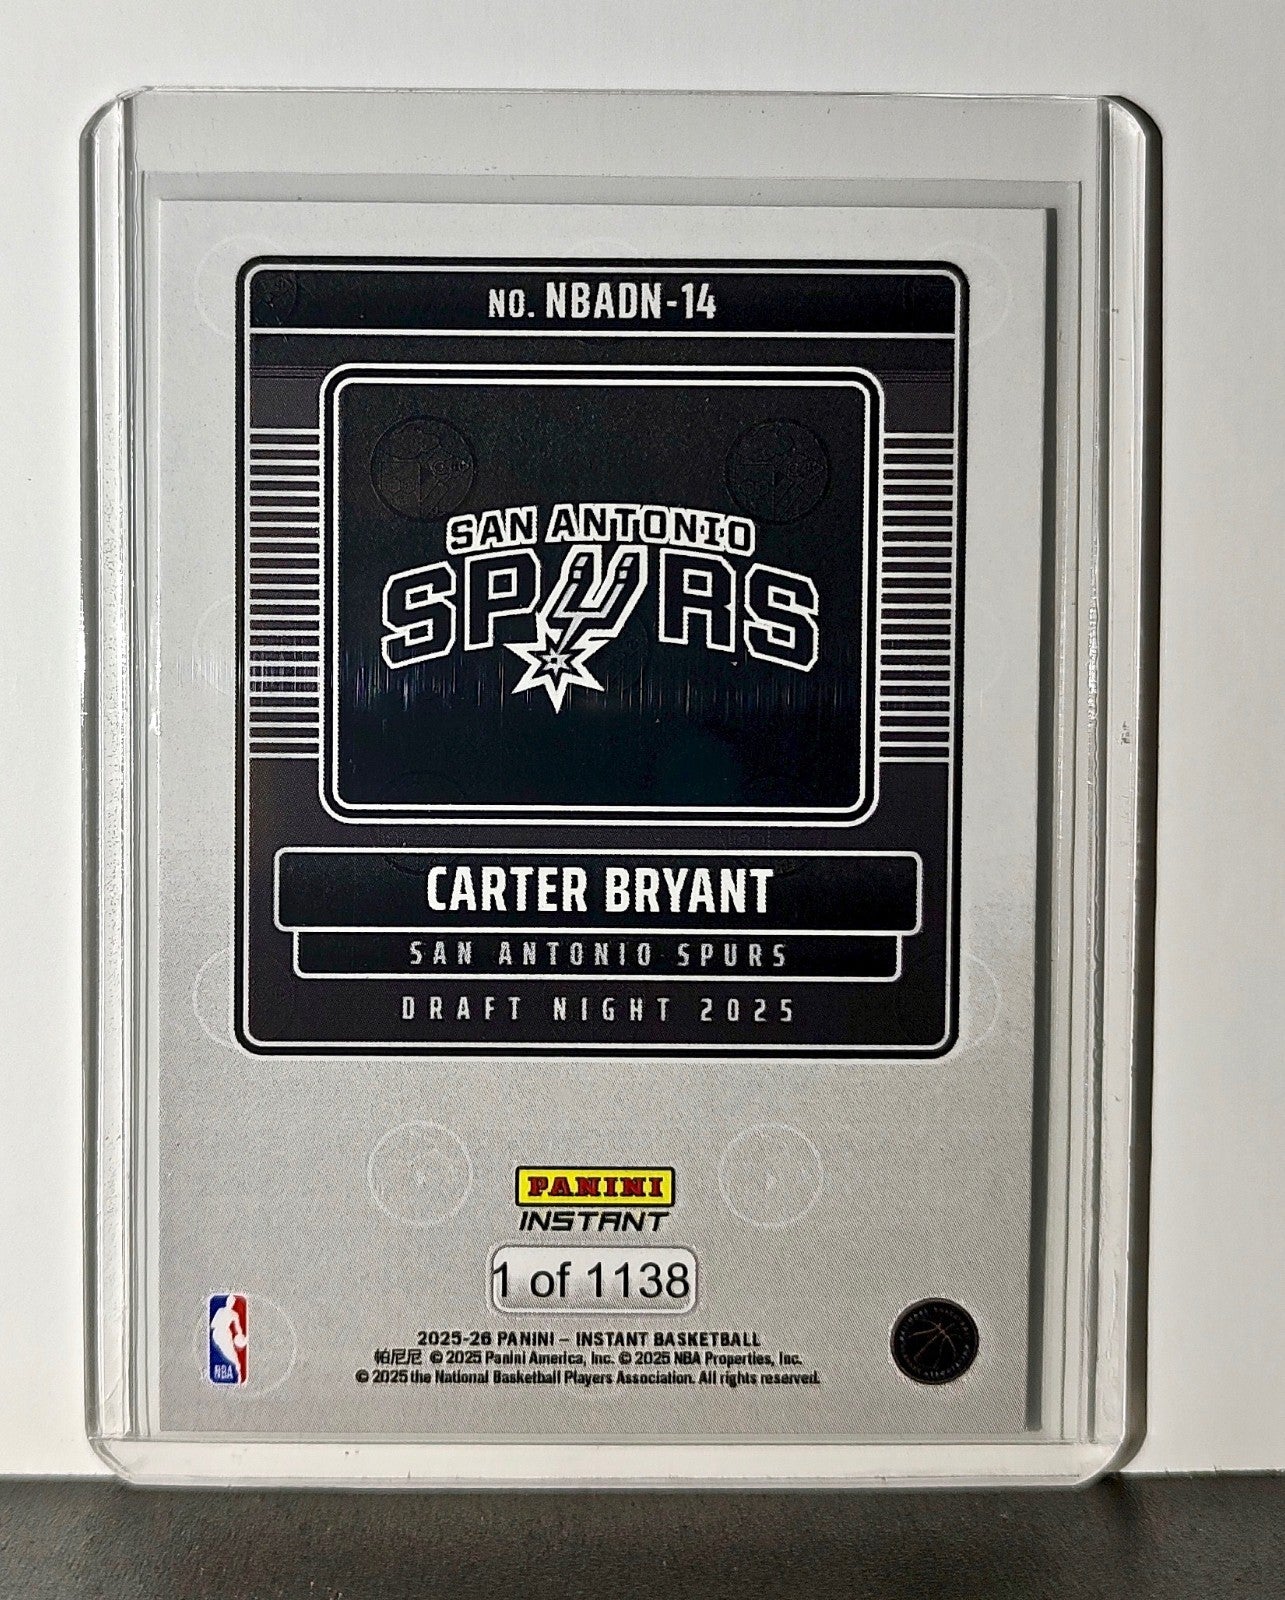 NO. NBADN-14
SAN ANTONIO
SPURS
CARTER BRYANT
SAN ANTONIO SPURS
DRAFT NIGHT 2025
PANINI
INSTANT
1 of 1138
NBA
2025-26 PANINI – INSTANT BASKETBALL
帕尼尼 © 2025 Panini America, Inc. © 2025 NBA Properties, Inc.
© 2025 the National Basketball Players Association. All rights reserved.